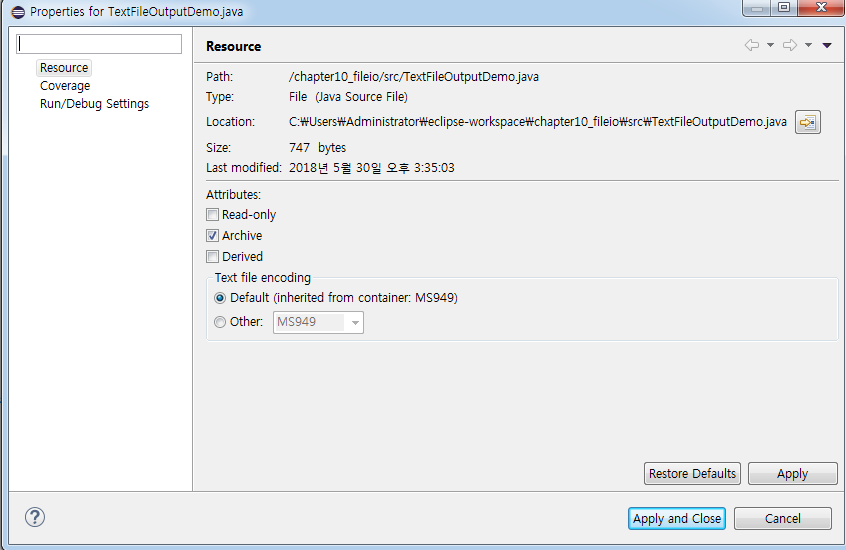 Properties for TextFileOutputDemo.java
Resource
Coverage
Run/Debug Settings
Resource
Path: /chapter10_fileio/src/TextFileOutputDemo.java
Type: File (Java Source File)
Location: C:₩Users₩Administrator₩eclipse-workspace₩chapter10_fileio₩src₩TextFileOutputDemo.java
Size: 747 bytes
Last modified: 2018년 5월 30일 오후 3:35:03
Attributes:
Read-only
Archive
Derived
Text file encoding
Default (inherited from container: MS949)
Other: MS949
Restore Defaults Apply
? Apply and Close Cancel